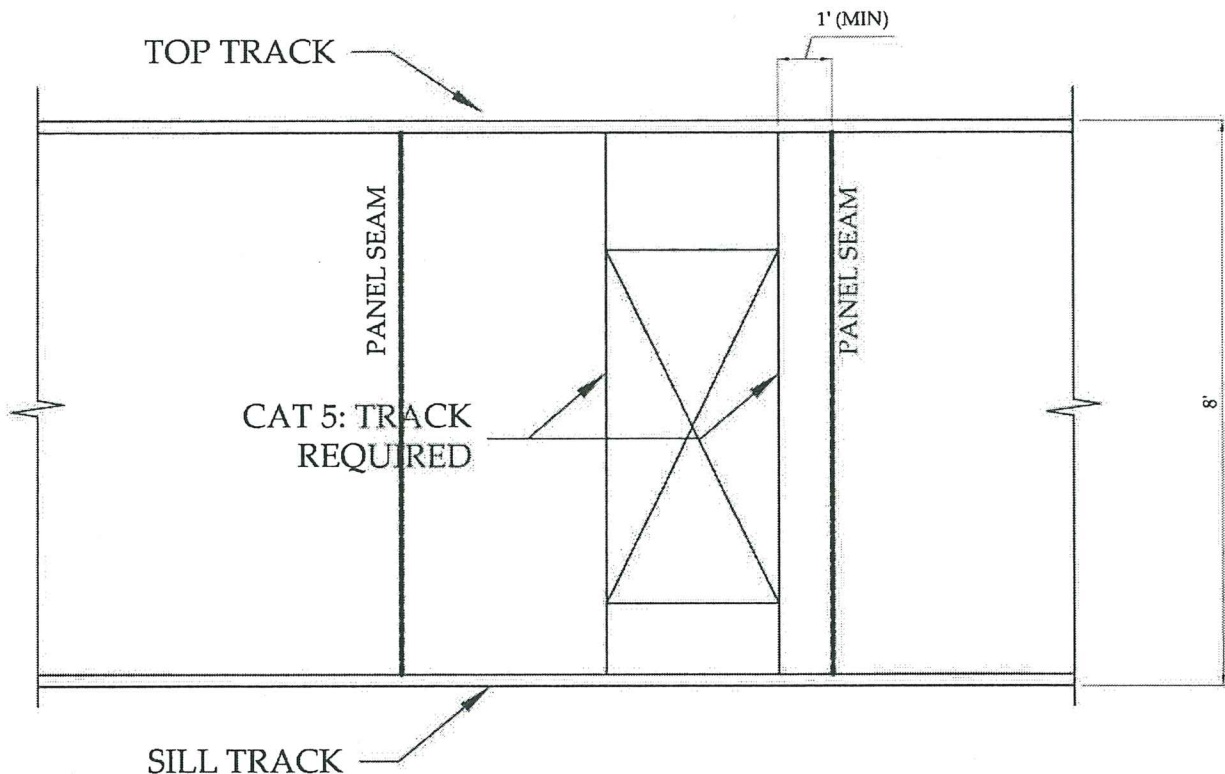 1' (MIN)
TOP TRACK
PANEL SEAM
PANEL SEAM
CAT 5: TRACK
REQUIRED
8'
SILL TRACK